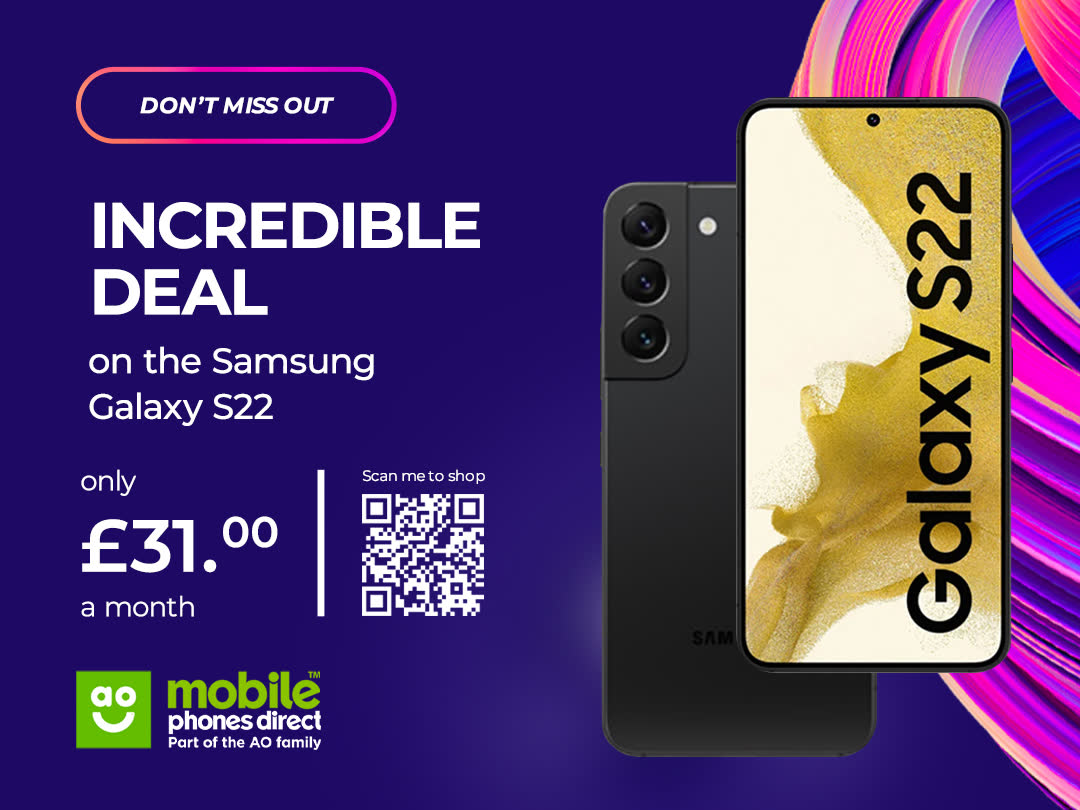 DON'T MISS OUT
INCREDIBLE
DEAL
on the Samsung
Galaxy S22
only
£31.00
a month
Scan me to shop
ao
mobile™
phones direct
Part of the AO family
SAM
Galaxy S22